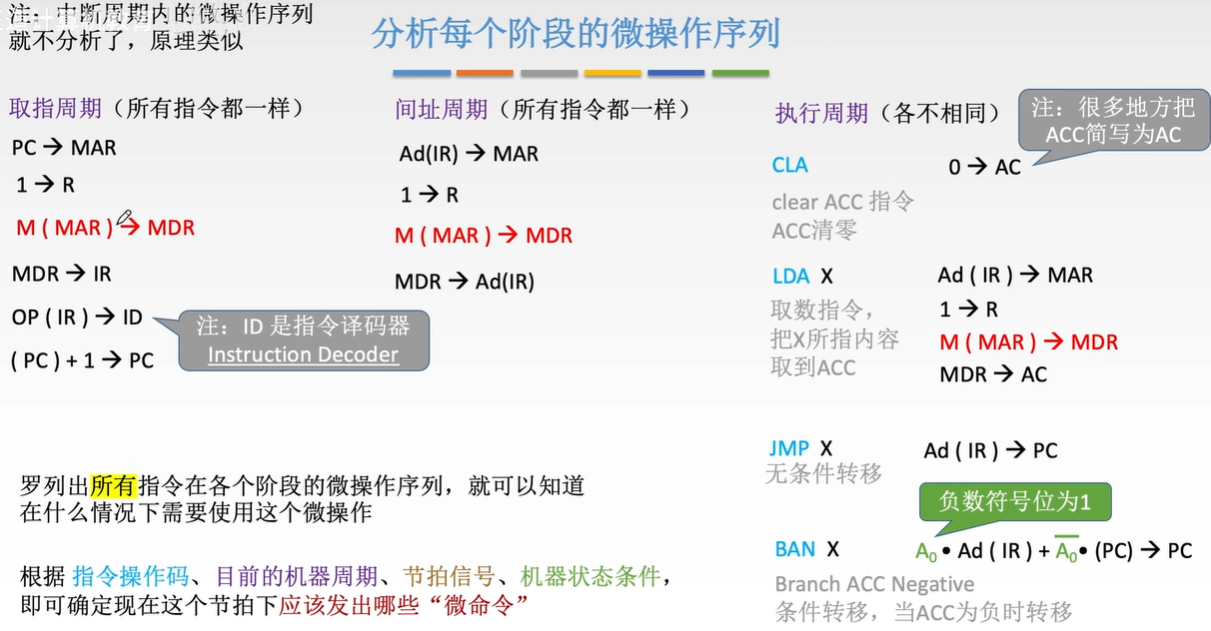 注：中断周期内的微操作序列
就不分析了，原理类似
分析每个阶段的微操作序列
取指周期（所有指令都一样）
PC → MAR
1 → R
M ( MAR ) → MDR
MDR → IR
OP ( IR ) → ID
( PC ) + 1 → PC
注：ID 是指令译码器
Instruction Decoder
间址周期（所有指令都一样）
Ad(IR) → MAR
1 → R
M ( MAR ) → MDR
MDR → Ad(IR)
执行周期（各不相同）
注：很多地方把
ACC简写为AC
CLA 0 → AC
clear ACC 指令
ACC清零
LDA X
取数指令，
把X所指内容
取到ACC
Ad ( IR ) → MAR
1 → R
M ( MAR ) → MDR
MDR → AC
JMP X Ad ( IR ) → PC
无条件转移
负数符号位为1
BAN X A₀ • Ad ( IR ) + A̅₀ • (PC) → PC
Branch ACC Negative
条件转移，当ACC为负时转移
罗列出所有指令在各个阶段的微操作序列，就可以知道
在什么情况下需要使用这个微操作
根据 指令操作码、目前的机器周期、节拍信号、机器状态条件，
即可确定现在这个节拍下应该发出哪些“微命令”